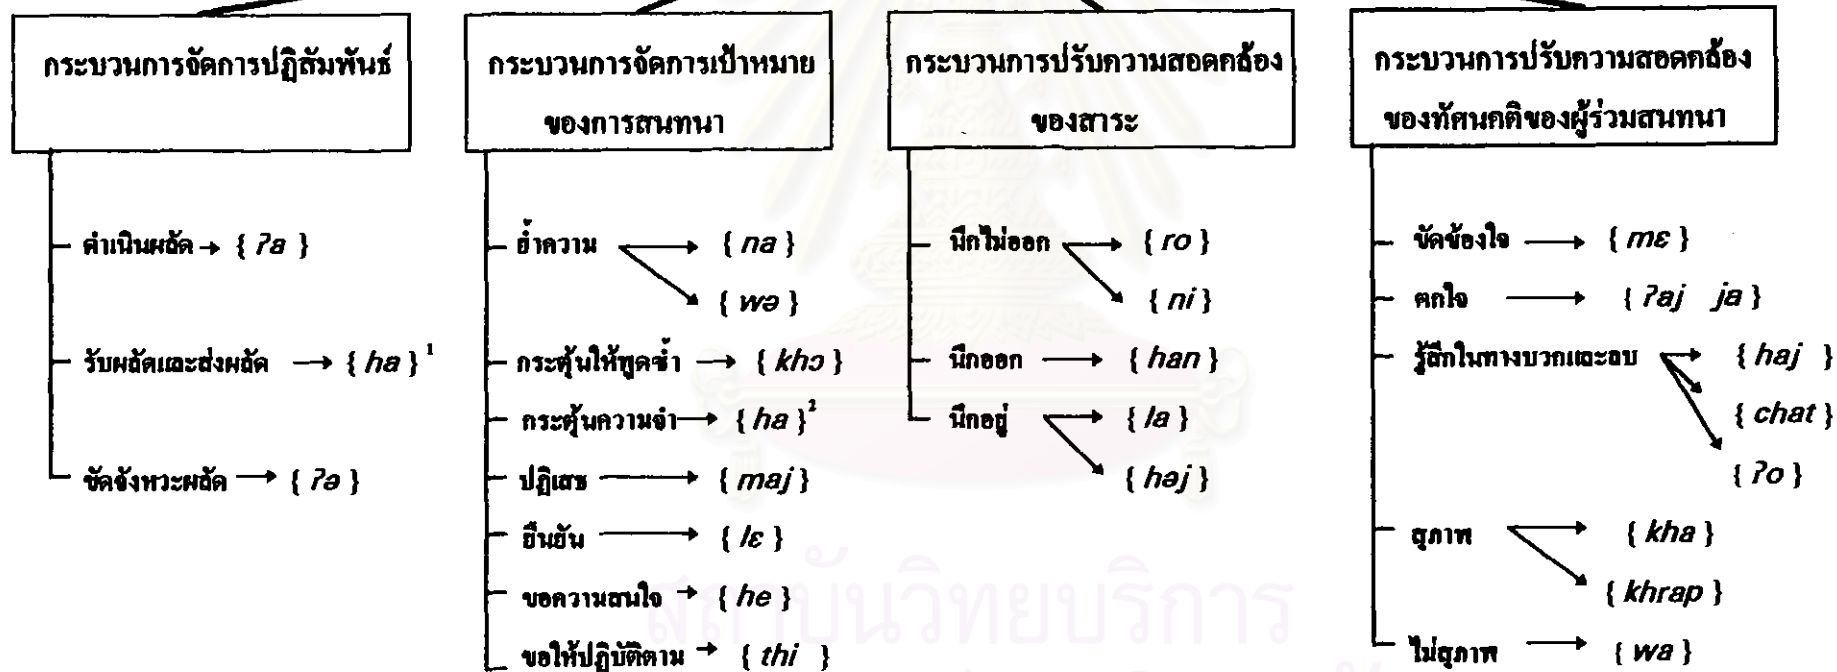 กระบวนการจัดการปฏิสัมพันธ์
ดำเนินผลัด → { ʔa }
รับผลัดและส่งผลัด → { ha }¹
ขัดจังหวะผลัด → { ʔə }
กระบวนการจัดการเป้าหมาย
ของการสนทนา
ย้ำความ → { na }
{ wə }
กระตุ้นให้พูดซ้ำ → { khɔ }
กระตุ้นความจำ → { ha }²
ปฏิเสธ → { maj }
ยืนยัน → { lɛ }
ขอความสนใจ → { he }
ขอให้ปฏิบัติตาม → { thi }
กระบวนการปรับความสอดคล้อง
ของสาระ
นึกไม่ออก → { ro }
{ ni }
นึกออก → { han }
นึกอยู่ → { la }
{ həj }
กระบวนการปรับความสอดคล้อง
ของทัศนคติของผู้ร่วมสนทนา
ขัดข้องใจ → { mɛ }
ตกใจ → { ʔaj ja }
รู้สึกในทางบวกและลบ → { haj }
{ chat }
{ ʔo }
สุภาพ → { kha }
{ khrap }
ไม่สุภาพ → { wa }
สถาบันวิทยบริการ